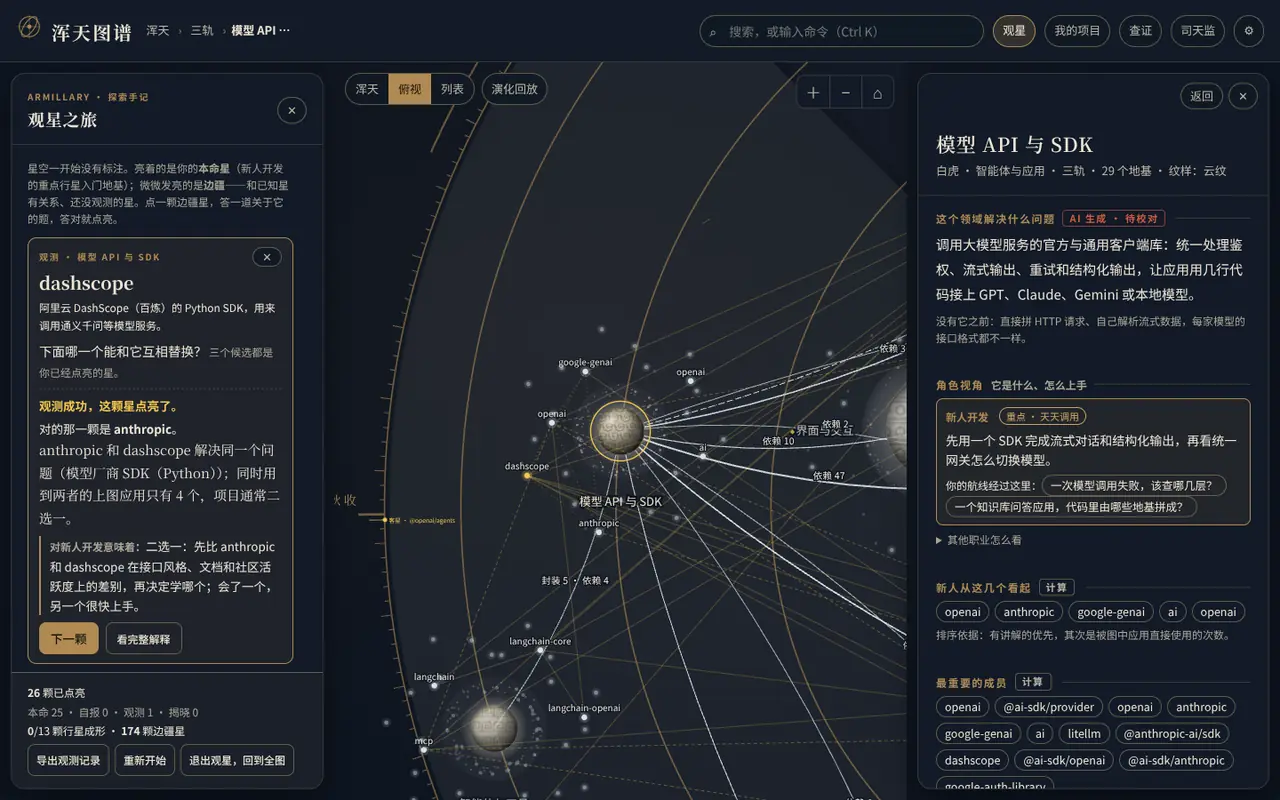 浑天图谱
浑天 › 三轨 › 模型 API ···
搜索，或输入命令（Ctrl K）
观星
我的项目
查证
司天监
ARMILLARY · 探索手记
观星之旅
星空一开始没有标注。亮着的是你的本命星（新人开发
的重点行星入门地基）；微微发亮的是边疆——和已知星
有关系、还没观测的星。点一颗边疆星，答一道关于它
的题，答对就点亮。
观测 · 模型 API 与 SDK
dashscope
阿里云 DashScope（百炼）的 Python SDK，用来
调用通义千问等模型服务。
下面哪一个能和它互相替换？ 三个候选都是
你已经点亮的星。
观测成功，这颗星点亮了。
对的那一颗是 anthropic。
anthropic 和 dashscope 解决同一个问
题（模型厂商 SDK（Python））；同时用
到两者的上图应用只有 4 个，项目通常二
选一。
对新人开发意味着：二选一：先比 anthropic
和 dashscope 在接口风格、文档和社区活
跃度上的差别，再决定学哪个；会了一个，
另一个很快上手。
下一颗
看完整解释
26 颗已点亮
本命 25 · 自报 0 · 观测 1 · 揭晓 0
0/13 颗行星成形 · 174 颗边疆星
导出观测记录
重新开始
退出观星，回到全图
浑天
俯视
列表
演化回放
google-genai
openai
openai
dashscope
ai
依赖 3
依赖 2
界面与交互
依赖 10
依赖 47
模型 API 与 SDK
anthropic
客星 · @openai/agents
封装 5 · 依赖 4
langchain-core
langchain
langchain-openai
mcp
返回
模型 API 与 SDK
白虎 · 智能体与应用 · 三轨 · 29 个地基 · 纹样：云纹
这个领域解决什么问题 AI 生成 · 待校对
调用大模型服务的官方与通用客户端库：统一处理鉴
权、流式输出、重试和结构化输出，让应用用几行代
码接上 GPT、Claude、Gemini 或本地模型。
没有它之前：直接拼 HTTP 请求、自己解析流式数据，每家模型的
接口格式都不一样。
角色视角 它是什么、怎么上手
新人开发 重点 · 天天调用
先用一个 SDK 完成流式对话和结构化输出，再看统一
网关怎么切换模型。
你的航线经过这里： 一次模型调用失败，该查哪几层？
一个知识库问答应用，代码里由哪些地基拼成？
▶ 其他职业怎么看
新人从这几个看起 计算
openai anthropic google-genai ai openai
排序依据：有讲解的优先，其次是被图中应用直接使用的次数。
最重要的成员 计算
openai @ai-sdk/provider openai anthropic
google-genai ai litellm @anthropic-ai/sdk
dashscope @ai-sdk/openai @ai-sdk/anthropic
google-auth-library